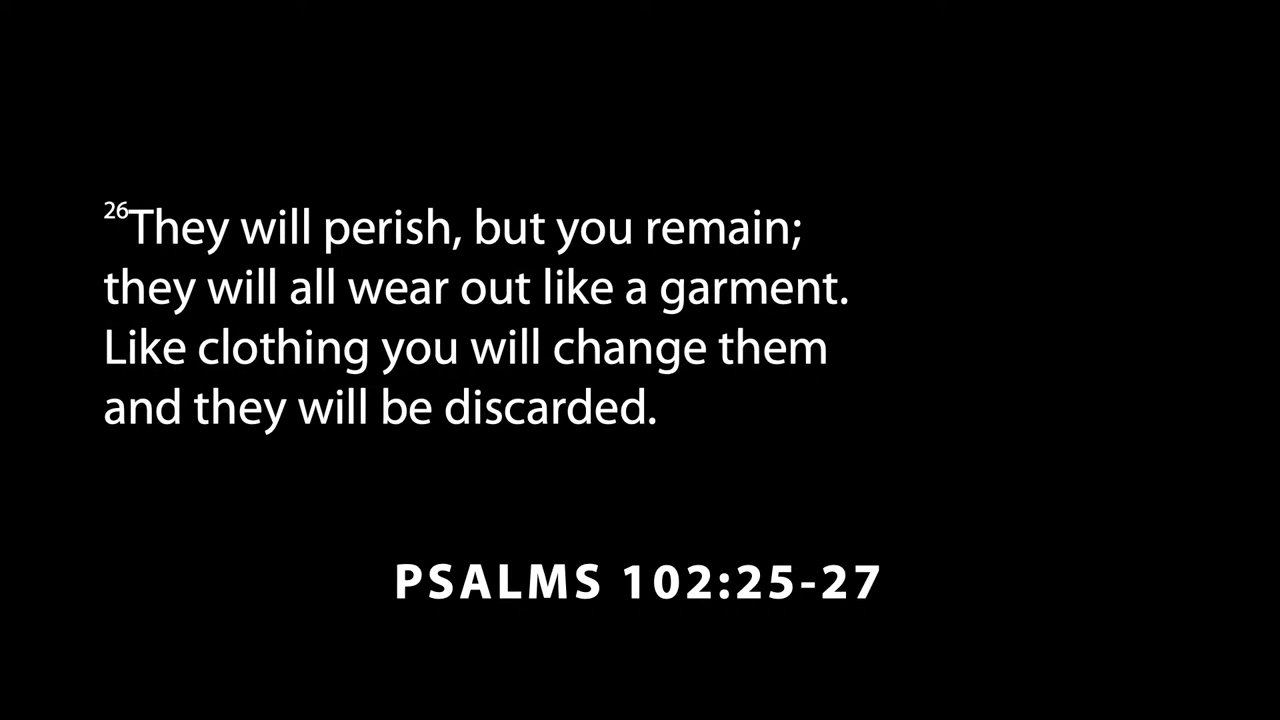 26They will perish, but you remain;
they will all wear out like a garment.
Like clothing you will change them
and they will be discarded.
PSALMS 102:25-27